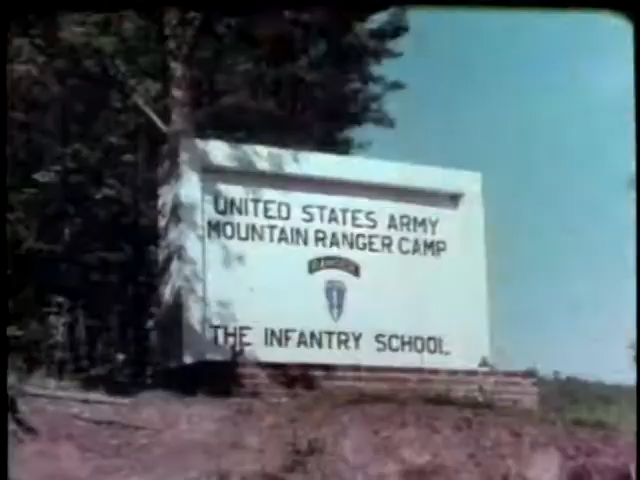 UNITED STATES ARMY
MOUNTAIN RANGER CAMP
RANGER
THE INFANTRY SCHOOL